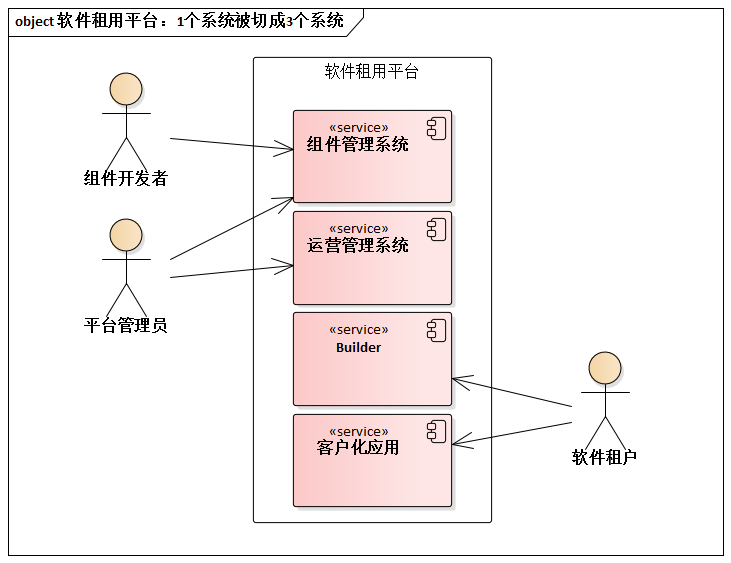 object 软件租用平台：1个系统被切成3个系统
软件租用平台
«service»
组件管理系统
组件开发者
«service»
运营管理系统
平台管理员
«service»
Builder
«service»
客户化应用
软件租户